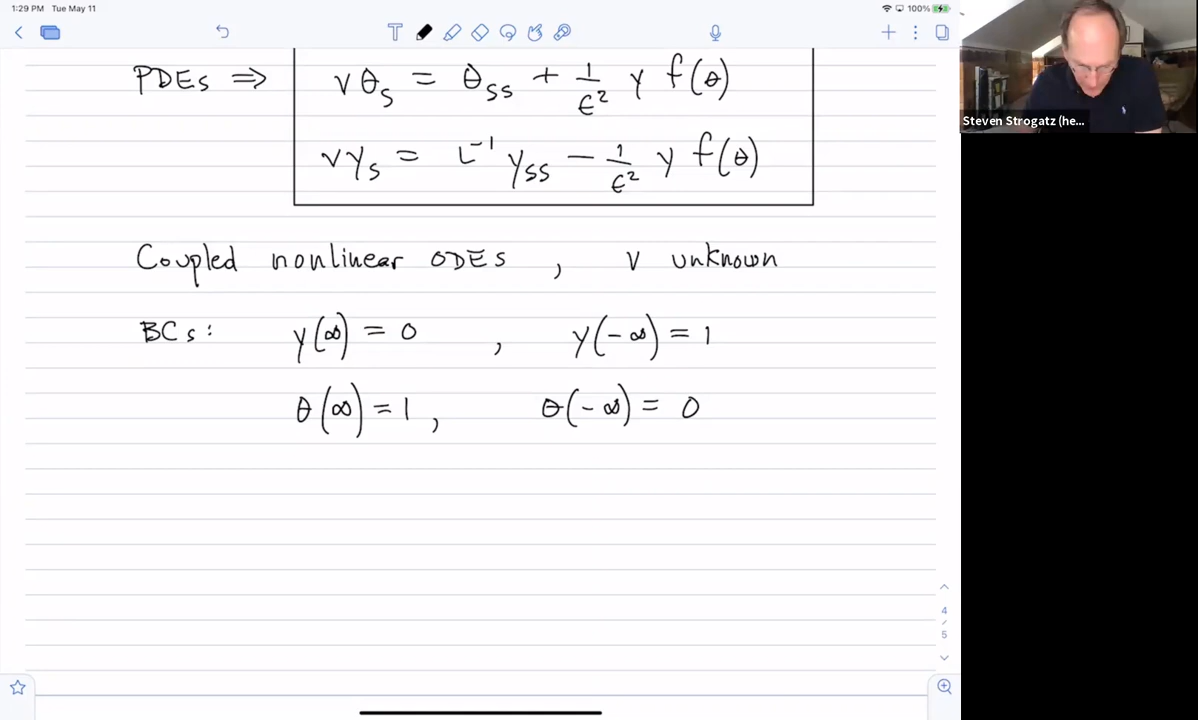 1:29 PM Tue May 11
100%
Steven Strogatz (he...
PDEs ⇒ vθ_s = θ_ss + 1/ε² y f(θ)
vy_s = L⁻¹ y_ss − 1/ε² y f(θ)
Coupled nonlinear ODEs , v unknown
BCs: y(∞) = 0 , y(-∞) = 1
θ(∞) = 1, θ(-∞) = 0
4
/
5